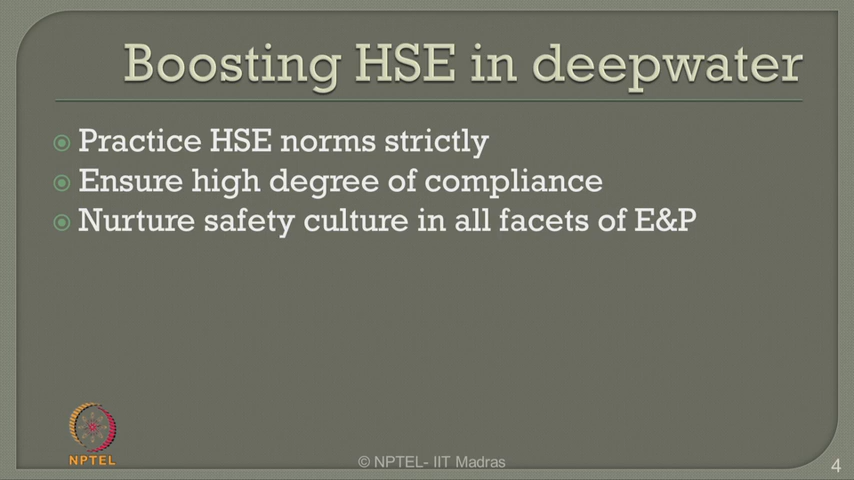 Boosting HSE in deepwater
Practice HSE norms strictly
Ensure high degree of compliance
Nurture safety culture in all facets of E&P
NPTEL
© NPTEL- IIT Madras
4